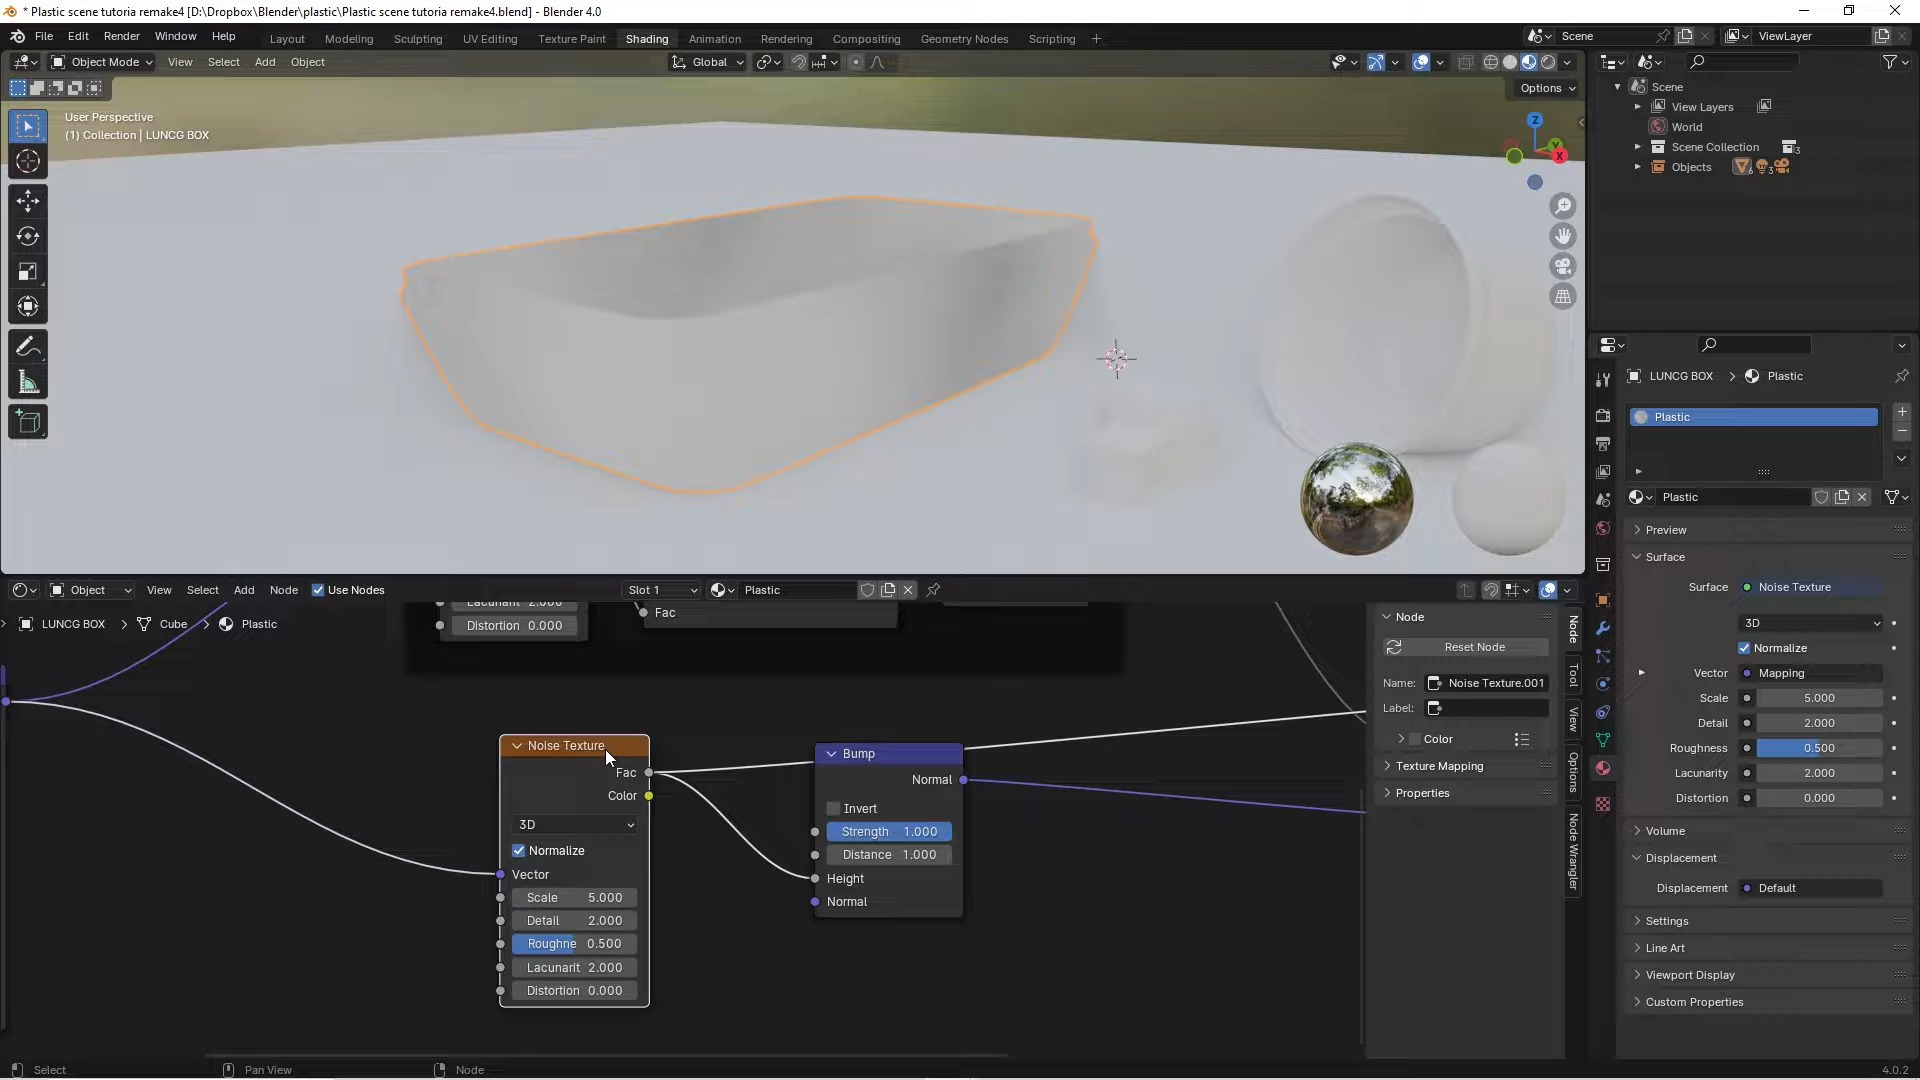 * Plastic scene tutoria remake4 [D:\Dropbox\Blender\plastic\Plastic scene tutoria remake4.blend] - Blender 4.0
File Edit Render Window Help
Layout Modeling Sculpting UV Editing Texture Paint Shading Animation Rendering Compositing Geometry Nodes Scripting
Scene
ViewLayer
Object Mode View Select Add Object
Global
Options
User Perspective
(1) Collection | LUNCG BOX
Z
Y
X
Scene
View Layers
World
Scene Collection
3
Objects
6
3
LUNCG BOX
Plastic
Plastic
Plastic
Preview
Surface
Surface
Noise Texture
3D
Normalize
Vector
Mapping
Scale
5.000
Detail
2.000
Roughness
0.500
Lacunarity
2.000
Distortion
0.000
Volume
Displacement
Displacement
Default
Settings
Line Art
Viewport Display
Custom Properties
Object View Select Add Node Use Nodes
Slot 1
Plastic
LUNCG BOX
Cube
Plastic
Lacunarit 2.000
Distortion 0.000
Fac
Noise Texture
Fac
Color
3D
Normalize
Vector
Scale 5.000
Detail 2.000
Roughne 0.500
Lacunarit 2.000
Distortion 0.000
Bump
Normal
Invert
Strength 1.000
Distance 1.000
Height
Normal
Node
Reset Node
Name: Noise Texture.001
Label:
Color
Texture Mapping
Properties
Node
Tool
View
Options
Node Wrangler
Select
Pan View
Node
4.0.2